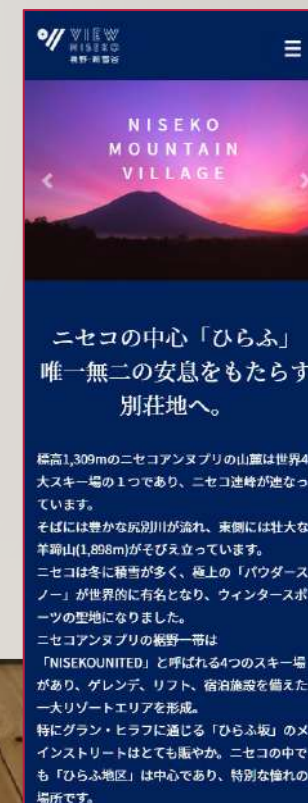 VIEW
NISEKO
裾野-新雪谷
NISEKO
MOUNTAIN
VILLAGE
ニセコの中心「ひらふ」
唯一無二の安息をもたらす
別荘地へ。
標高1,309mのニセコアンヌプリの山麓は世界4
大スキー場の１つであり、ニセコ連峰が連なっ
ています。
そばには豊かな尻別川が流れ、東側には壮大な
羊蹄山(1,898m)がそびえ立っています。
ニセコは冬に積雪が多く、極上の「パウダース
ノー」が世界的に有名となり、ウィンタースポ
ーツの聖地になりました。
ニセコアンヌプリの裾野一帯は
「NISEKOUNITED」と呼ばれる4つのスキー場
があり、ゲレンデ、リフト、宿泊施設を備えた
一大リゾートエリアを形成。
特にグラン・ヒラフに通じる「ひらふ坂」のメ
インストリートはとても賑やか。ニセコの中で
も「ひらふ地区」は中心であり、特別な憧れの
場所です。